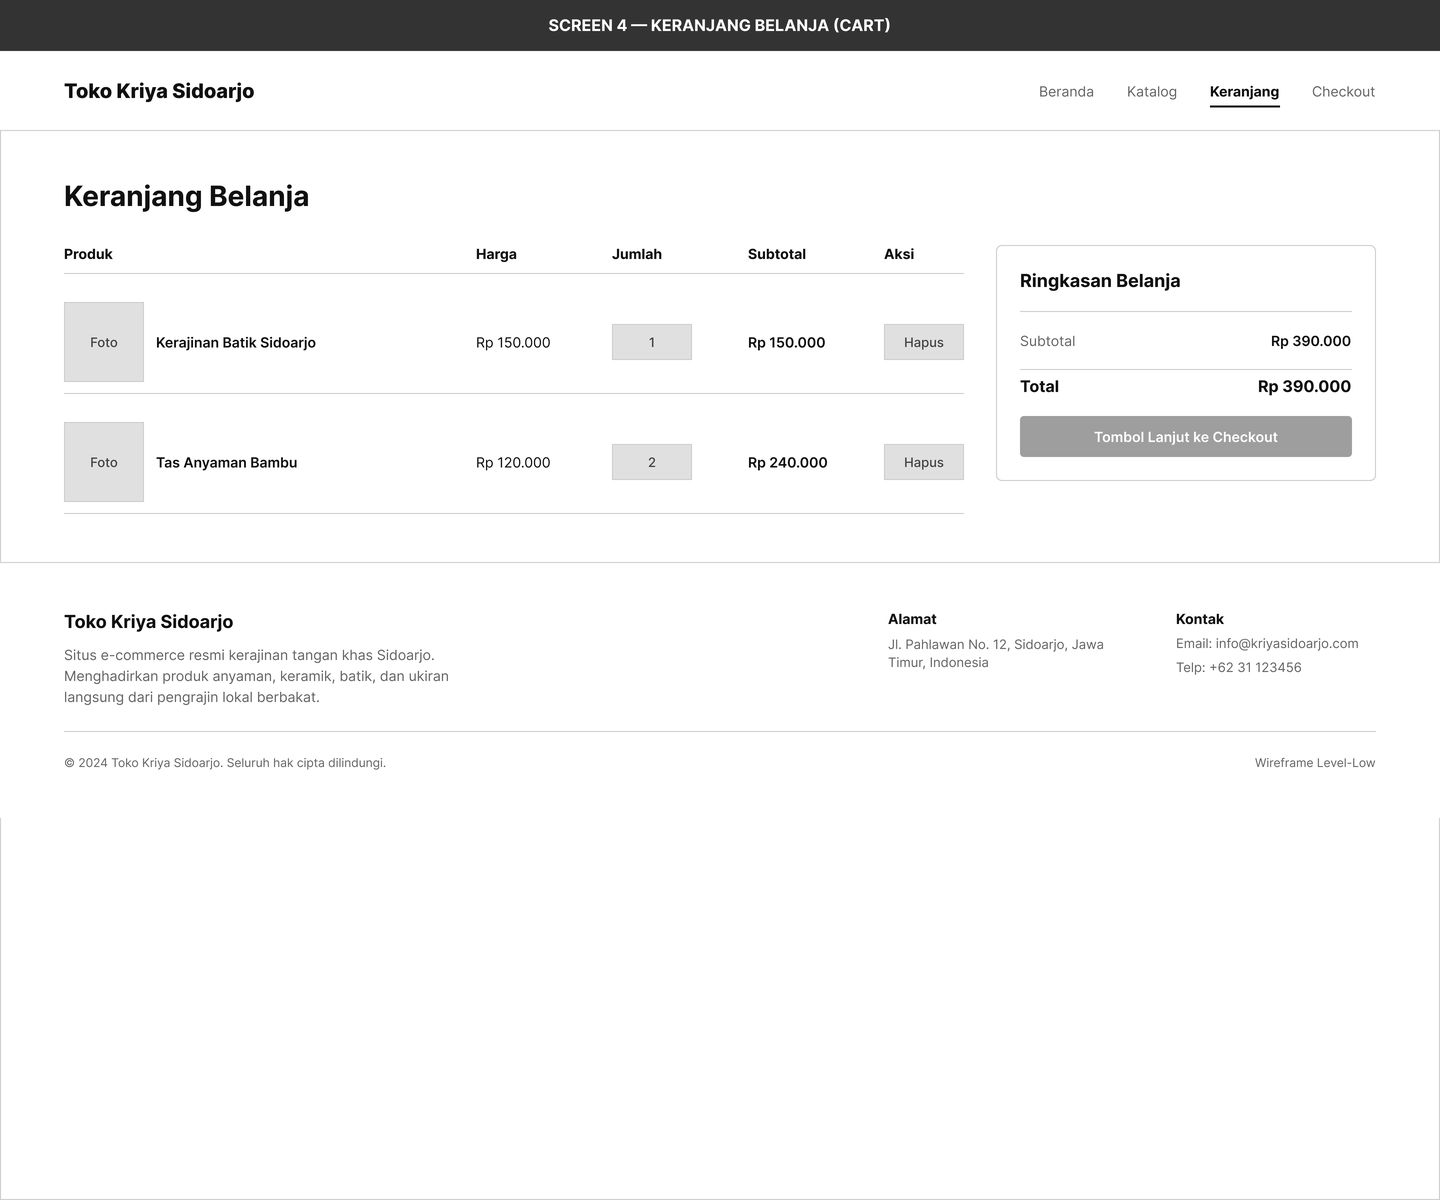 SCREEN 4 — KERANJANG BELANJA (CART)
Toko Kriya Sidoarjo
Beranda Katalog Keranjang Checkout
Keranjang Belanja
Produk Harga Jumlah Subtotal Aksi
Foto Kerajinan Batik Sidoarjo Rp 150.000 1 Rp 150.000 Hapus
Foto Tas Anyaman Bambu Rp 120.000 2 Rp 240.000 Hapus
Ringkasan Belanja
Subtotal Rp 390.000
Total Rp 390.000
Tombol Lanjut ke Checkout
Toko Kriya Sidoarjo
Situs e-commerce resmi kerajinan tangan khas Sidoarjo.
Menghadirkan produk anyaman, keramik, batik, dan ukiran
langsung dari pengrajin lokal berbakat.
Alamat
Jl. Pahlawan No. 12, Sidoarjo, Jawa
Timur, Indonesia
Kontak
Email: info@kriyasidoarjo.com
Telp: +62 31 123456
© 2024 Toko Kriya Sidoarjo. Seluruh hak cipta dilindungi.
Wireframe Level-Low